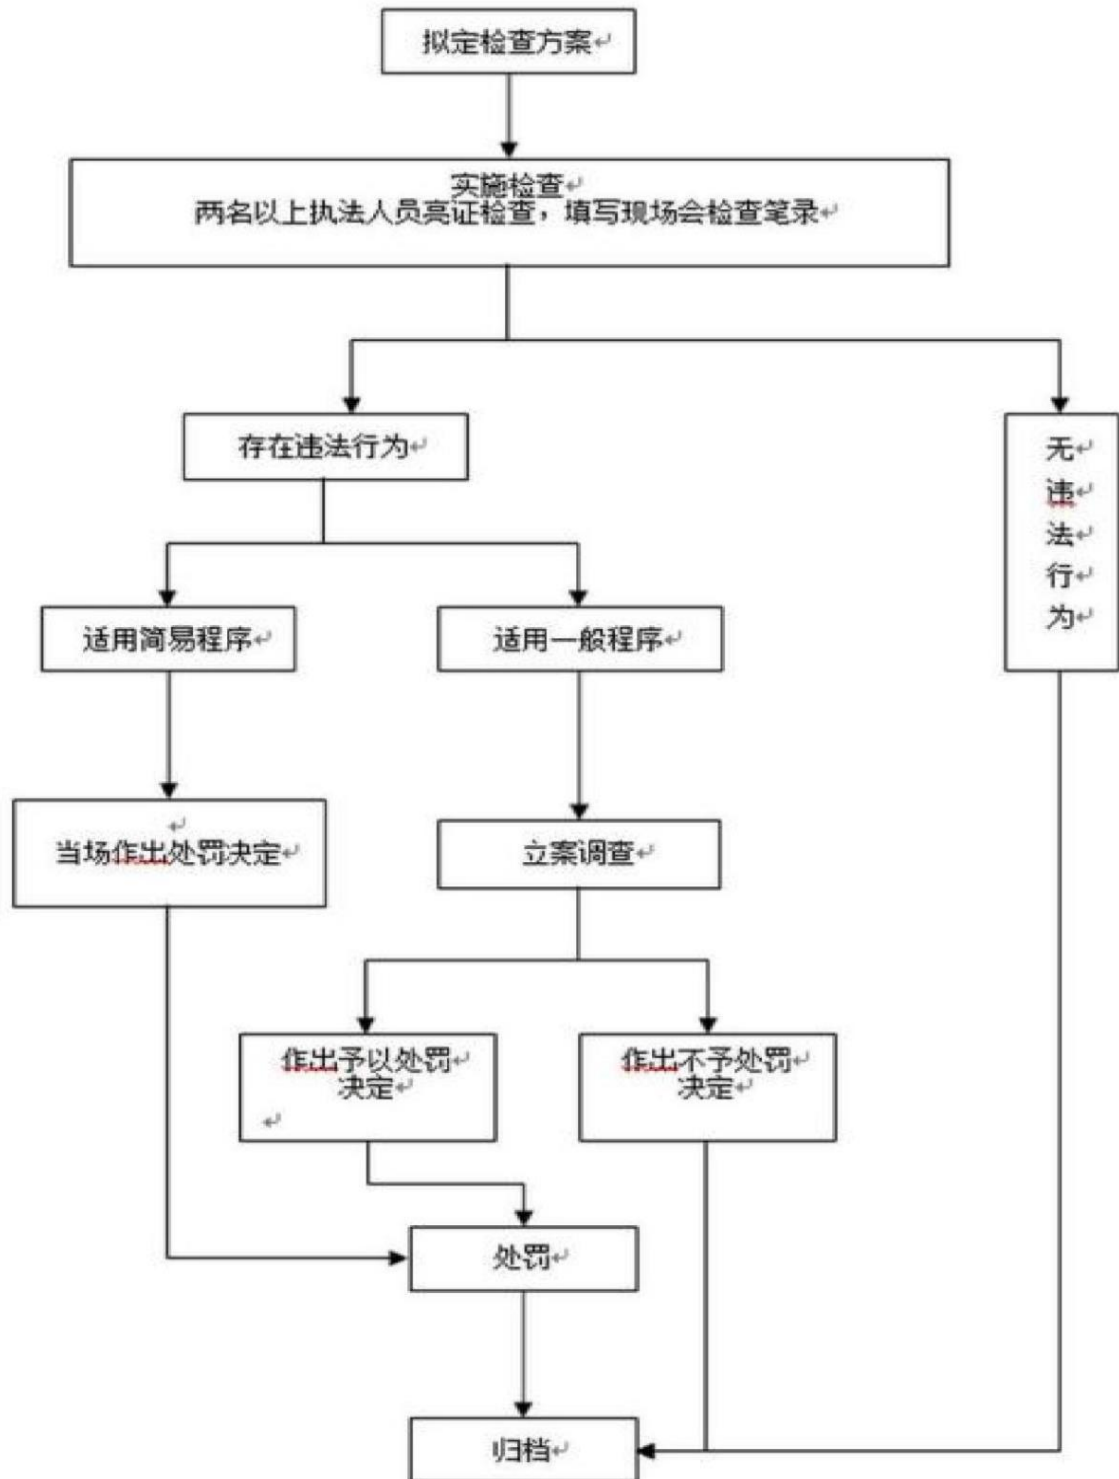 拟定检查方案
实施检查
两名以上执法人员亮证检查，填写现场会检查笔录
存在违法行为
无
违
法
行
为
适用简易程序
适用一般程序
当场作出处罚决定
立案调查
作出予以处罚
决定
作出不予处罚
决定
处罚
归档